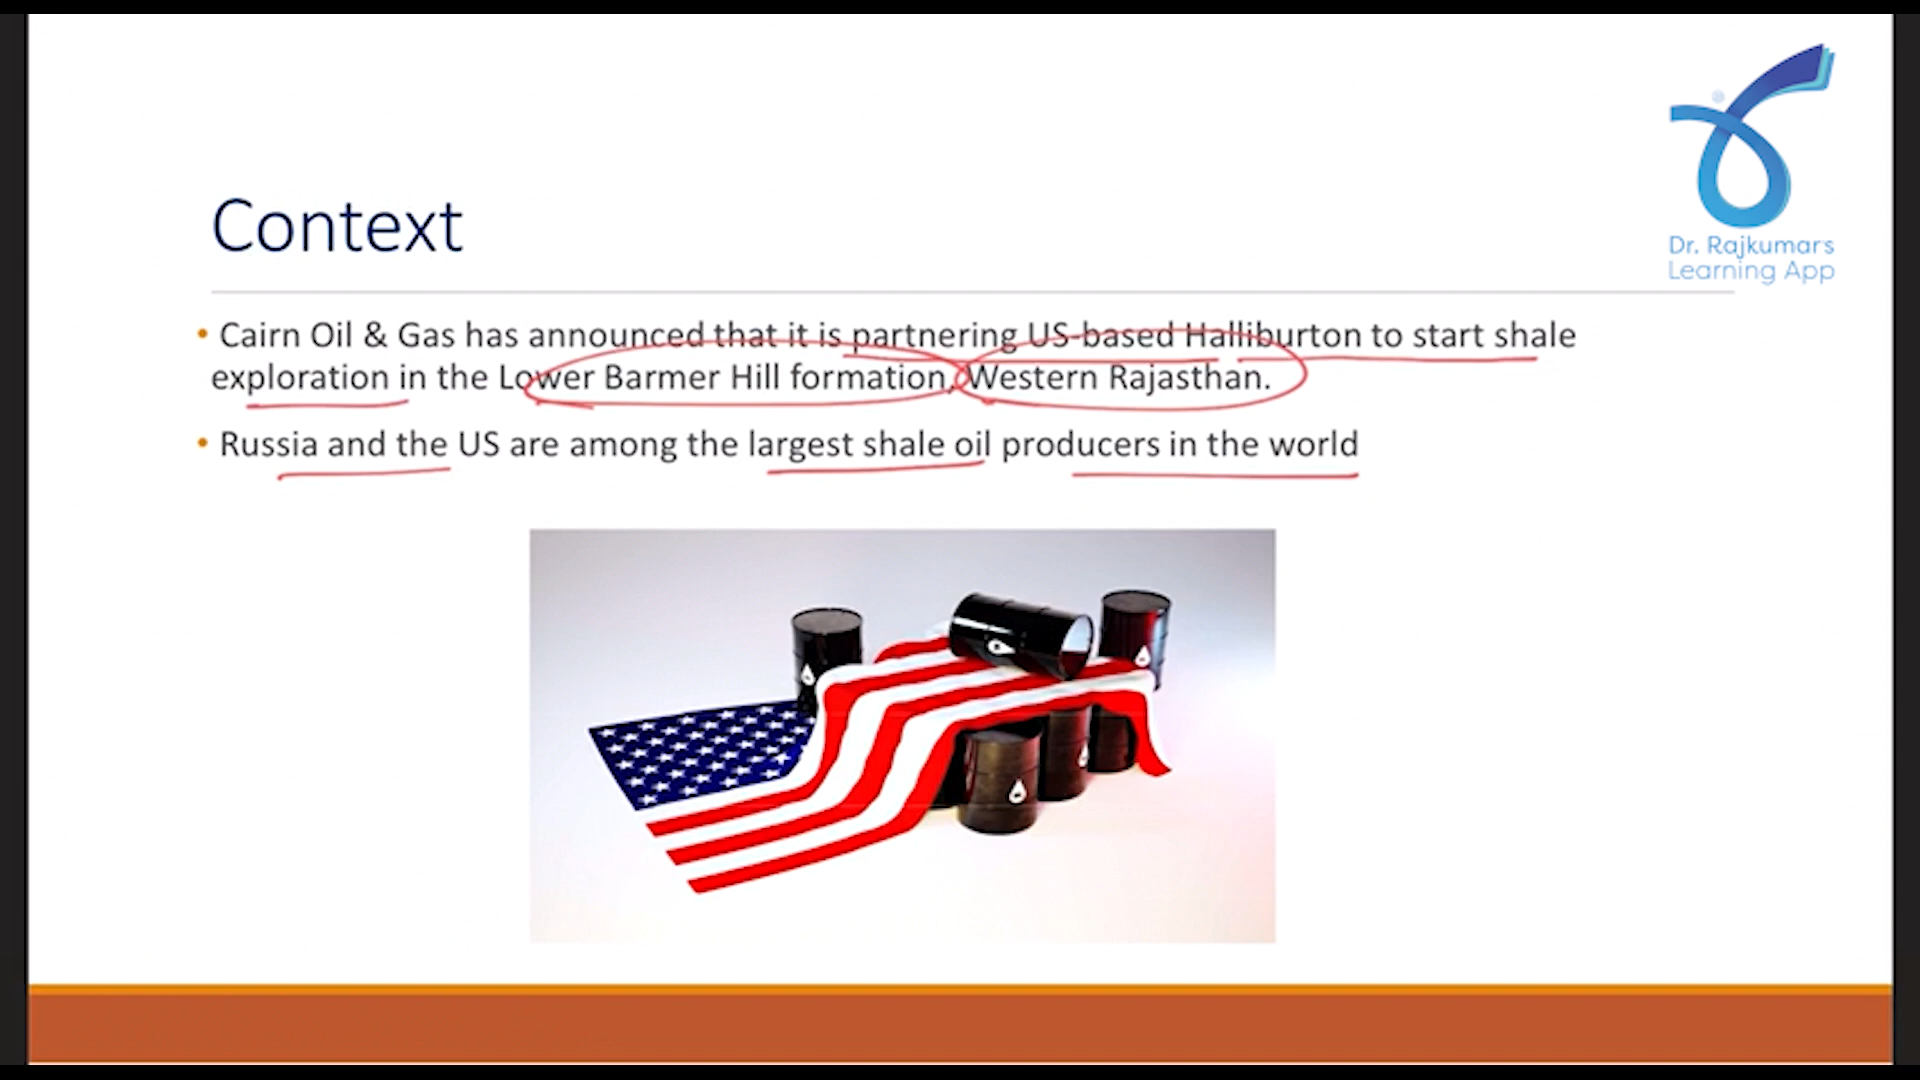 Dr. Rajkumars
Learning App
Context
• Cairn Oil & Gas has announced that it is partnering US-based Halliburton to start shale
exploration in the Lower Barmer Hill formation, Western Rajasthan.
• Russia and the US are among the largest shale oil producers in the world